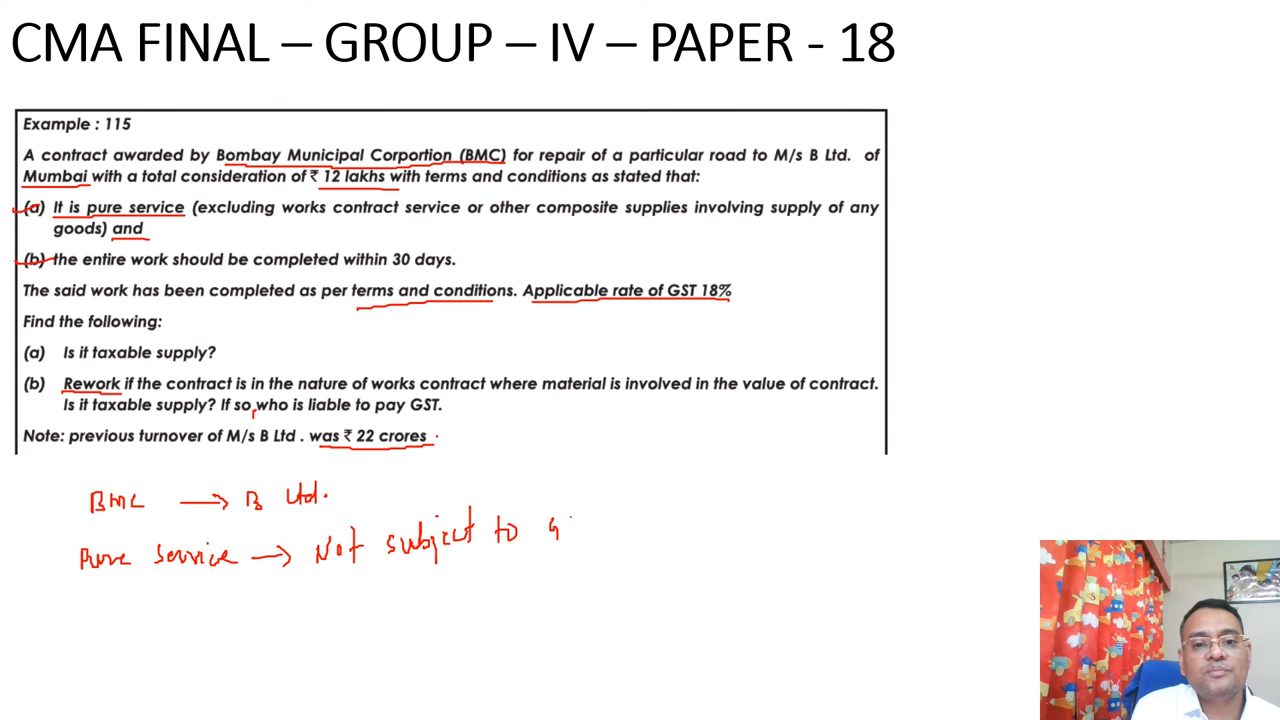 CMA FINAL – GROUP – IV – PAPER - 18
Example : 115
A contract awarded by Bombay Municipal Corportion (BMC) for repair of a particular road to M/s B Ltd. of
Mumbai with a total consideration of ₹ 12 lakhs with terms and conditions as stated that:
(a) It is pure service (excluding works contract service or other composite supplies involving supply of any
goods) and
(b) the entire work should be completed within 30 days.
The said work has been completed as per terms and conditions. Applicable rate of GST 18%
Find the following:
(a) Is it taxable supply?
(b) Rework if the contract is in the nature of works contract where material is involved in the value of contract.
Is it taxable supply? If so, who is liable to pay GST.
Note: previous turnover of M/s B Ltd . was ₹ 22 crores
BMC → B Ltd.
Pure Service → Not subject to